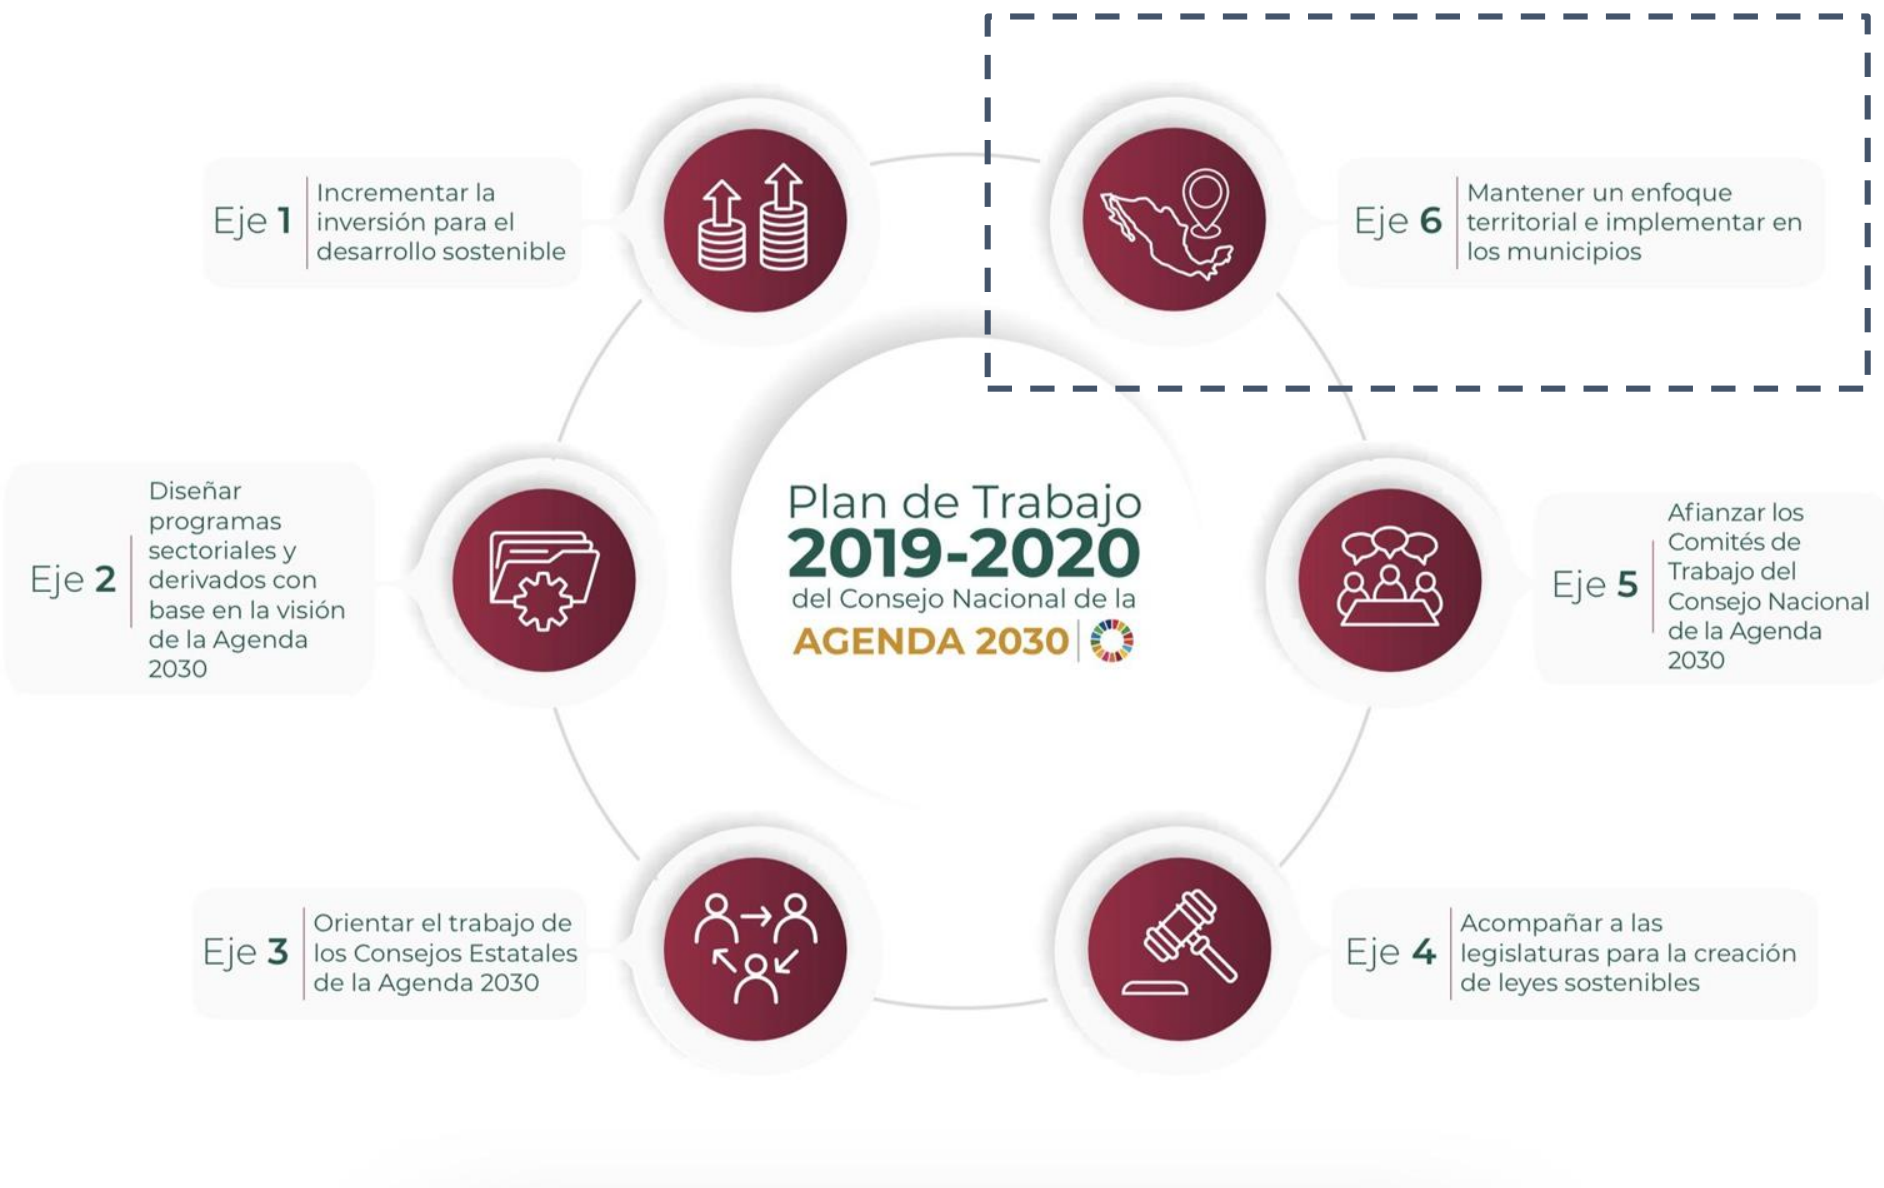 Plan de Trabajo
2019-2020
del Consejo Nacional de la
AGENDA 2030
Eje 1
Incrementar la
inversión para el
desarrollo sostenible
Eje 2
Diseñar
programas
sectoriales y
derivados con
base en la visión
de la Agenda
2030
Eje 3
Orientar el trabajo de
los Consejos Estatales
de la Agenda 2030
Eje 4
Acompañar a las
legislaturas para la creación
de leyes sostenibles
Eje 5
Afianzar los
Comités de
Trabajo del
Consejo Nacional
de la Agenda
2030
Eje 6
Mantener un enfoque
territorial e implementar en
los municipios